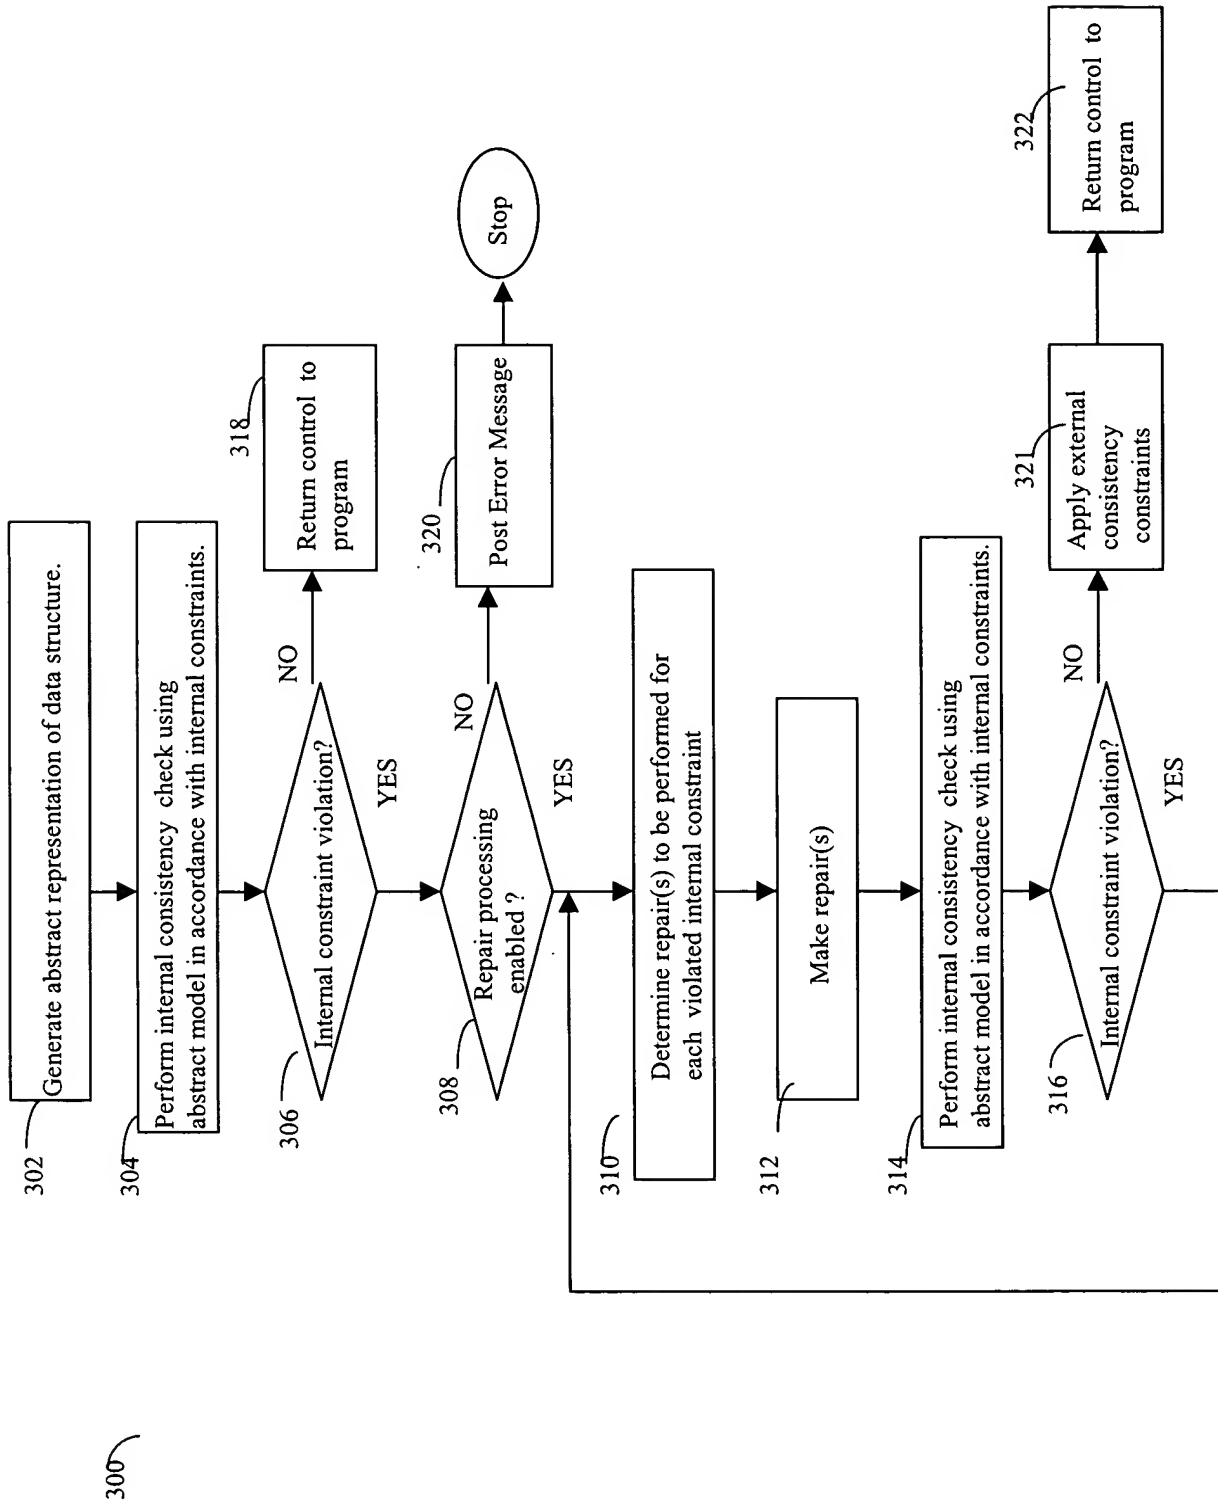 300
302
Generate abstract representation of data structure.
304
Perform internal consistency check using
abstract model in accordance with internal constraints.
306
Internal constraint violation?
NO
318
Return control to
program
YES
308
Repair processing
enabled ?
NO
320
Post Error Message
Stop
YES
310
Determine repair(s) to be performed for
each violated internal constraint
312
Make repair(s)
314
Perform internal consistency check using
abstract model in accordance with internal constraints.
316
Internal constraint violation?
NO
321
Apply external
consistency
constraints
322
Return control to
program
YES